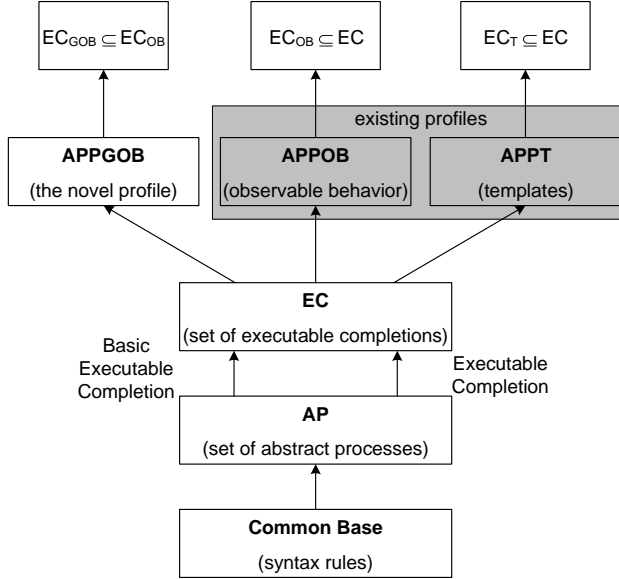 EC_GOB ⊆ EC_OB
EC_OB ⊆ EC
EC_T ⊆ EC
existing profiles
APPGOB
(the novel profile)
APPOB
(observable behavior)
APPT
(templates)
EC
(set of executable completions)
Basic
Executable
Completion
Executable
Completion
AP
(set of abstract processes)
Common Base
(syntax rules)